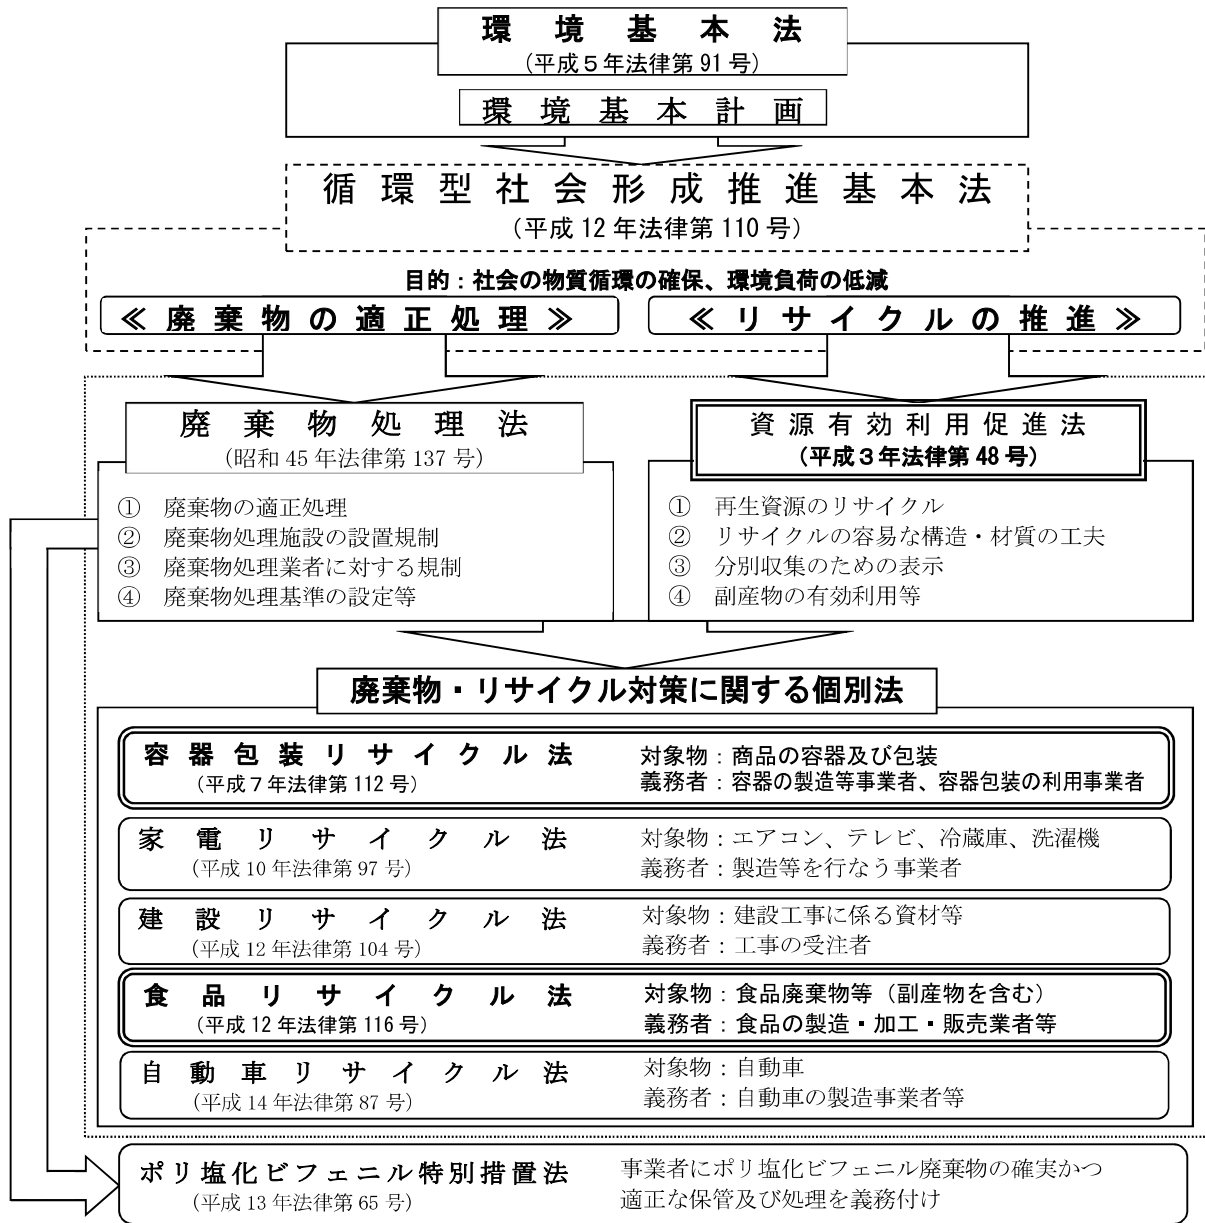 環境基本法
(平成５年法律第 91 号)
環境基本計画
循環型社会形成推進基本法
(平成 12 年法律第 110 号)
目的：社会の物質循環の確保、環境負荷の低減
≪廃棄物の適正処理≫
≪リサイクルの推進≫
廃棄物処理法
(昭和 45 年法律第 137 号)
① 廃棄物の適正処理
② 廃棄物処理施設の設置規制
③ 廃棄物処理業者に対する規制
④ 廃棄物処理基準の設定等
資源有効利用促進法
(平成３年法律第 48 号)
① 再生資源のリサイクル
② リサイクルの容易な構造・材質の工夫
③ 分別収集のための表示
④ 副産物の有効利用等
廃棄物・リサイクル対策に関する個別法
容器包装リサイクル法
(平成７年法律第 112 号)
対象物：商品の容器及び包装
義務者：容器の製造等事業者、容器包装の利用事業者
家電リサイクル法
(平成 10 年法律第 97 号)
対象物：エアコン、テレビ、冷蔵庫、洗濯機
義務者：製造等を行なう事業者
建設リサイクル法
(平成 12 年法律第 104 号)
対象物：建設工事に係る資材等
義務者：工事の受注者
食品リサイクル法
(平成 12 年法律第 116 号)
対象物：食品廃棄物等（副産物を含む）
義務者：食品の製造・加工・販売業者等
自動車リサイクル法
(平成 14 年法律第 87 号)
対象物：自動車
義務者：自動車の製造事業者等
ポリ塩化ビフェニル特別措置法
(平成 13 年法律第 65 号)
事業者にポリ塩化ビフェニル廃棄物の確実かつ
適正な保管及び処理を義務付け